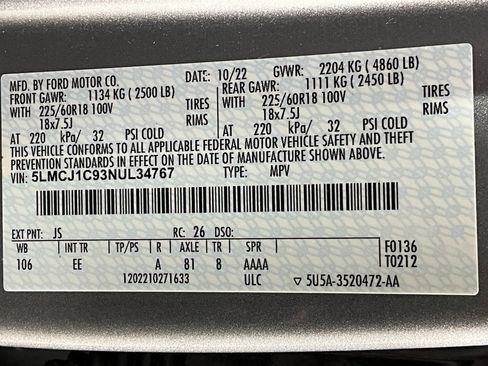 MFD. BY FORD MOTOR CO. DATE: 10/22 GVWR: 2204 KG ( 4860 LB)
FRONT GAWR: 1134 KG ( 2500 LB) REAR GAWR: 1111 KG ( 2450 LB)
WITH 225/60R18 100V TIRES WITH 225/60R18 100V TIRES
18x7.5J RIMS 18x7.5J RIMS
AT 220 kPa/ 32 PSI COLD AT 220 kPa/ 32 PSI COLD
THIS VEHICLE CONFORMS TO ALL APPLICABLE FEDERAL MOTOR VEHICLE SAFETY AND THEFT
PREVENTION STANDARDS IN EFFECT ON THE DATE OF MANUFACTURE SHOWN ABOVE.
VIN: 5LMCJ1C93NUL34767 TYPE: MPV
EXT PNT: JS RC: 26 DSO:
WB INT TR TP/PS R AXLE TR SPR F0136
106 EE A 81 8 AAAA T0212
1202210271633 ULC ▽ 5U5A-3520472-AA